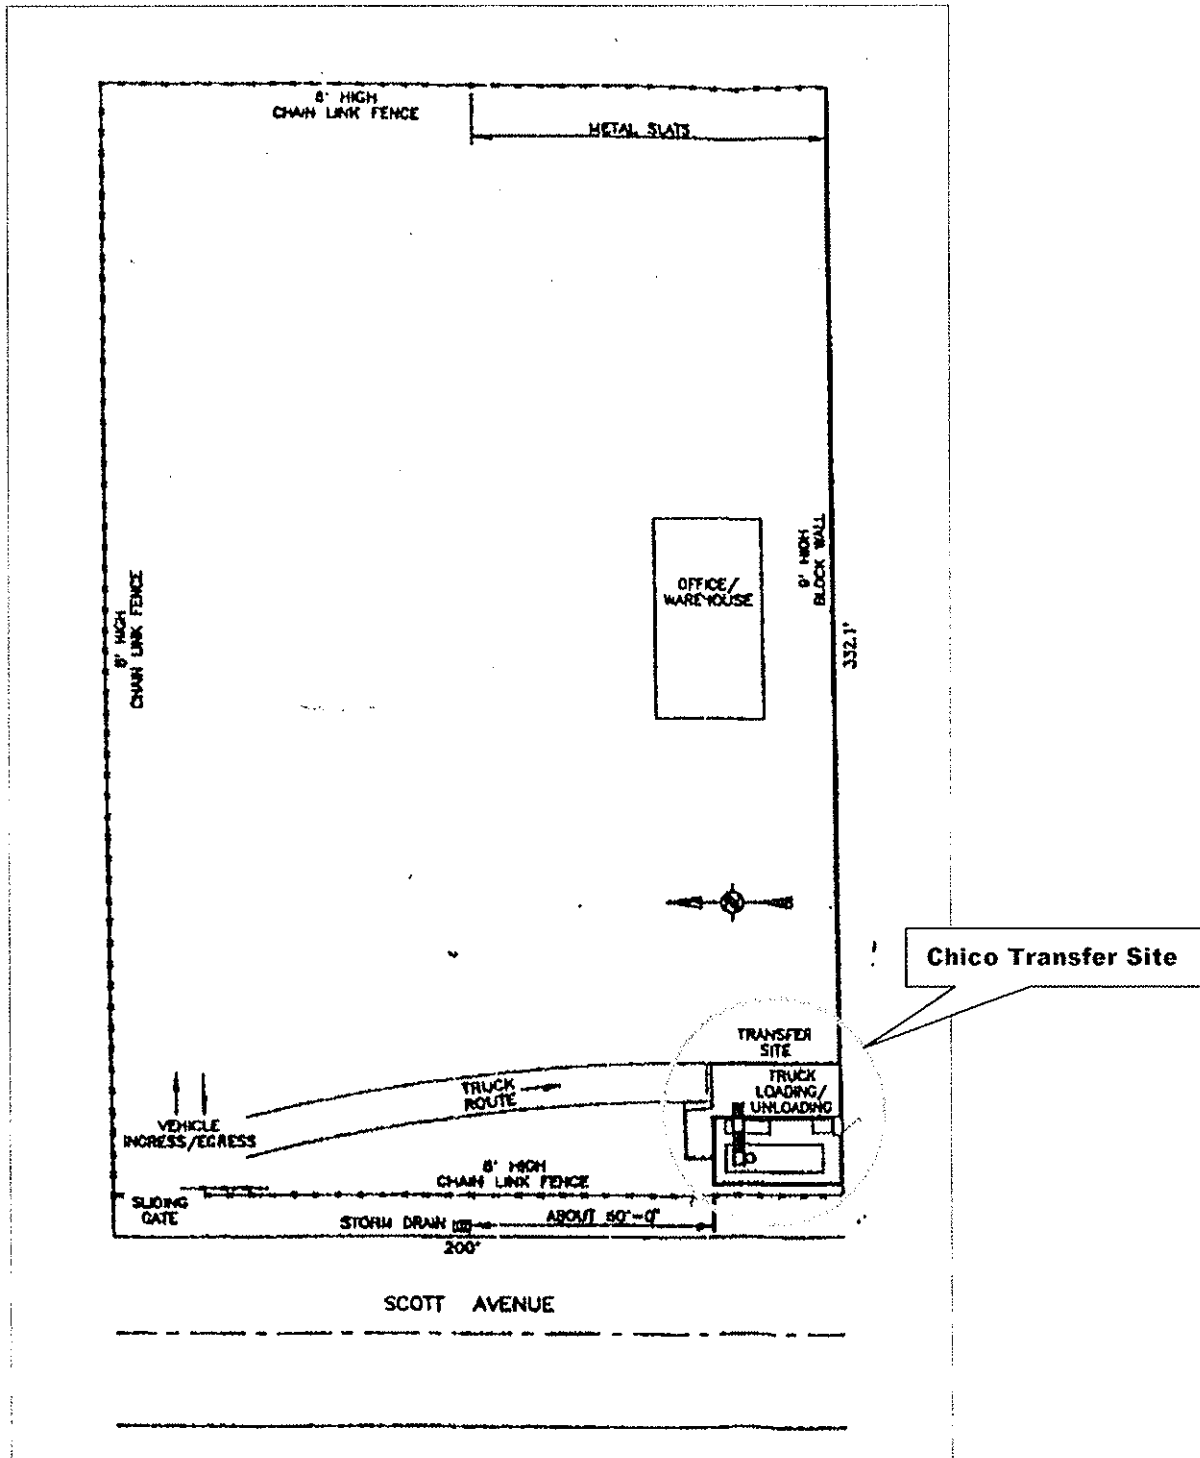 8' HIGH
CHAIN LINK FENCE
METAL SLATS
OFFICE/
WAREHOUSE
9' HIGH
BLOCK WALL
332.1'
8' HIGH
CHAIN LINK FENCE
Chico Transfer Site
TRANSFER
SITE
TRUCK
LOADING/
UNLOADING
TRUCK
ROUTE
VEHICLE
INGRESS/EGRESS
8' HIGH
CHAIN LINK FENCE
SLIDING
GATE
STORM DRAIN
ABOUT 60'-0"
200'
SCOTT AVENUE